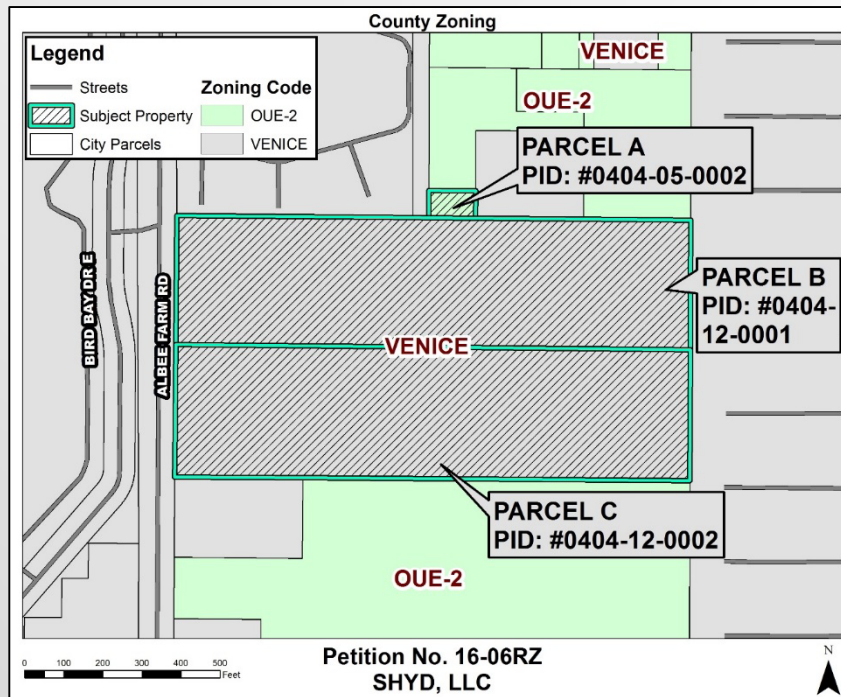 County Zoning
Legend
Streets
Subject Property
City Parcels
Zoning Code
OUE-2
VENICE
VENICE
OUE-2
PARCEL A
PID: #0404-05-0002
PARCEL B
PID: #0404-
12-0001
BIRD BAY DR E
ALBEE FARM RD
VENICE
PARCEL C
PID: #0404-12-0002
OUE-2
0 100 200 300 400 500
Feet
Petition No. 16-06RZ
SHYD, LLC
N